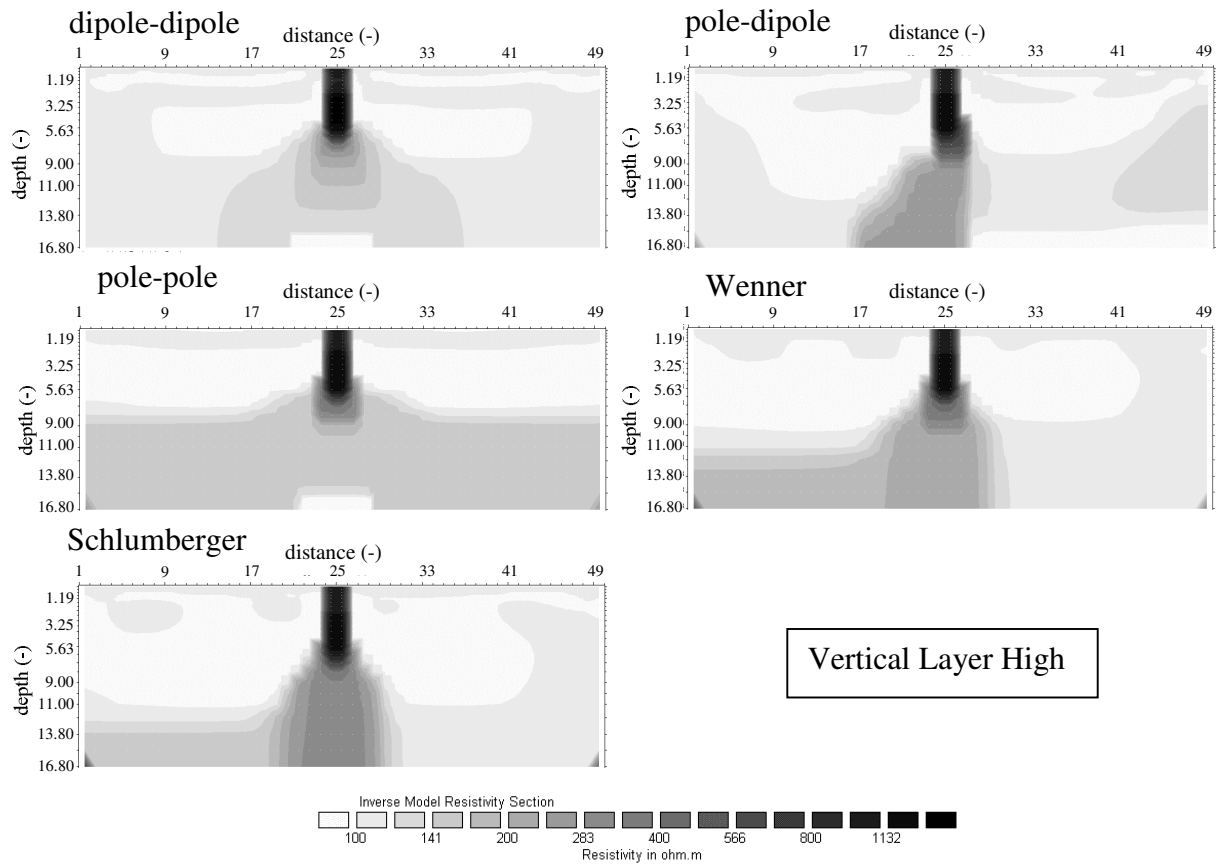 dipole-dipole
distance (-)
1 9 17 25 33 41 49
depth (-)
1.19
3.25
5.63
9.00
11.00
13.80
16.80
pole-dipole
distance (-)
1 9 17 25 33 41 49
depth (-)
1.19
3.25
5.63
9.00
11.00
13.80
16.80
pole-pole
distance (-)
1 9 17 25 33 41 49
depth (-)
1.19
3.25
5.63
9.00
11.00
13.80
16.80
Wenner
distance (-)
1 9 17 25 33 41 49
depth (-)
1.19
3.25
5.63
9.00
11.00
13.80
16.80
Schlumberger
distance (-)
1 9 17 25 33 41 49
depth (-)
1.19
3.25
5.63
9.00
11.00
13.80
16.80
Vertical Layer High
Inverse Model Resistivity Section
100 141 200 283 400 566 800 1132
Resistivity in ohm.m